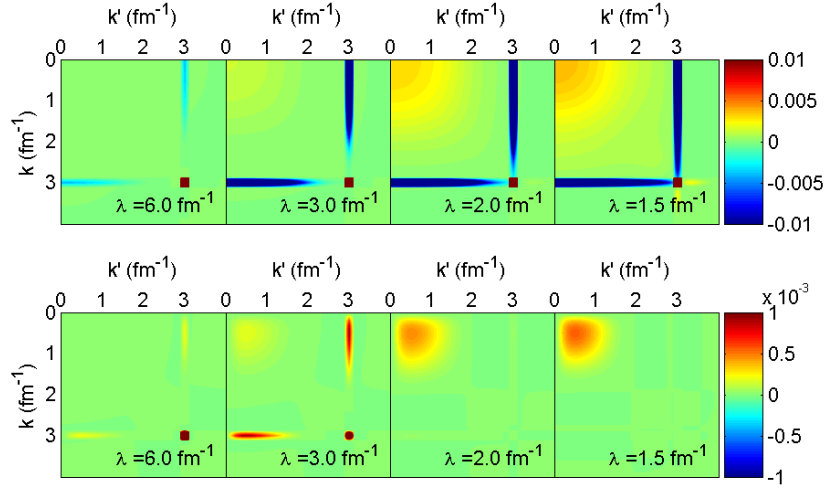 k' (fm⁻¹) k' (fm⁻¹) k' (fm⁻¹) k' (fm⁻¹)
0 1 2 3 0 1 2 3 0 1 2 3 0 1 2 3
k (fm⁻¹)
0
1
2
3
λ =6.0 fm⁻¹ λ =3.0 fm⁻¹ λ =2.0 fm⁻¹ λ =1.5 fm⁻¹
0.01
0.005
0
-0.005
-0.01
k' (fm⁻¹) k' (fm⁻¹) k' (fm⁻¹) k' (fm⁻¹)
0 1 2 3 0 1 2 3 0 1 2 3 0 1 2 3
k (fm⁻¹)
0
1
2
3
λ =6.0 fm⁻¹ λ =3.0 fm⁻¹ λ =2.0 fm⁻¹ λ =1.5 fm⁻¹
x 10⁻³
1
0.5
0
-0.5
-1